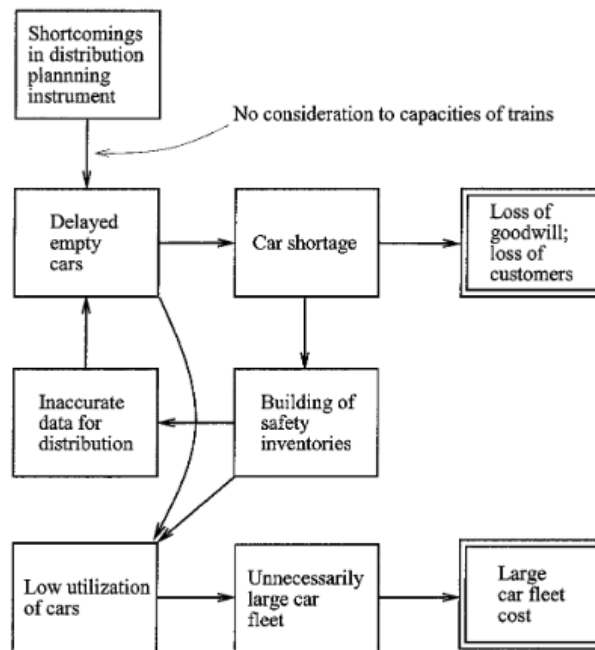 Shortcomings
in distribution
plannning
instrument
No consideration to capacities of trains
Delayed
empty
cars
Car shortage
Loss of
goodwill;
loss of
customers
Inaccurate
data for
distribution
Building of
safety
inventories
Low utilization
of cars
Unnecessarily
large car
fleet
Large
car fleet
cost